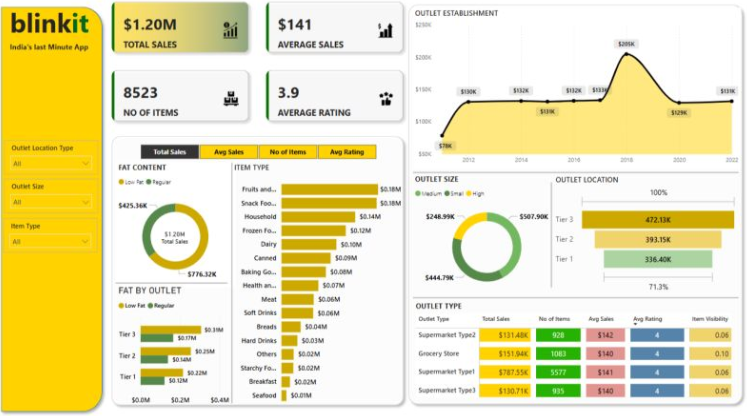 blinkit
India's last Minute App
Outlet Location Type
All
Outlet Size
All
Item Type
All
$1.20M
TOTAL SALES
$141
AVERAGE SALES
8523
NO OF ITEMS
3.9
AVERAGE RATING
Total Sales Avg Sales No of Items Avg Rating
FAT CONTENT
Low Fat Regular
$425.36K
$1.20M
Total Sales
$776.32K
FAT BY OUTLET
Low Fat Regular
Tier 3 $0.31M
$0.17M
Tier 2 $0.25M
$0.14M
Tier 1 $0.22M
$0.12M
$0.0M $0.2M $0.4M
ITEM TYPE
Fruits and... $0.18M
Snack Foo... $0.18M
Household $0.14M
Frozen Fo... $0.12M
Dairy $0.10M
Canned $0.09M
Baking Go... $0.08M
Health an... $0.07M
Meat $0.06M
Soft Drinks $0.06M
Breads $0.04M
Hard Drinks $0.03M
Others $0.02M
Starchy Fo... $0.02M
Breakfast $0.02M
Seafood $0.01M
OUTLET ESTABLISHMENT
$250K
$200K
$150K
$100K
$50K
$78K
$130K
$132K
$131K
$132K
$133K
$205K
$129K
$131K
2012 2014 2016 2018 2020 2022
OUTLET SIZE
Medium Small High
$248.99K
$507.90K
$444.79K
OUTLET LOCATION
100%
Tier 3 472.13K
Tier 2 393.15K
Tier 1 336.40K
71.3%
OUTLET TYPE
Outlet Type Total Sales No of Items Avg Sales Avg Rating Item Visibility
Supermarket Type2 $131.48K 928 $142 4 0.06
Grocery Store $151.94K 1083 $140 4 0.10
Supermarket Type1 $787.55K 5577 $141 4 0.06
Supermarket Type3 $130.71K 935 $140 4 0.06